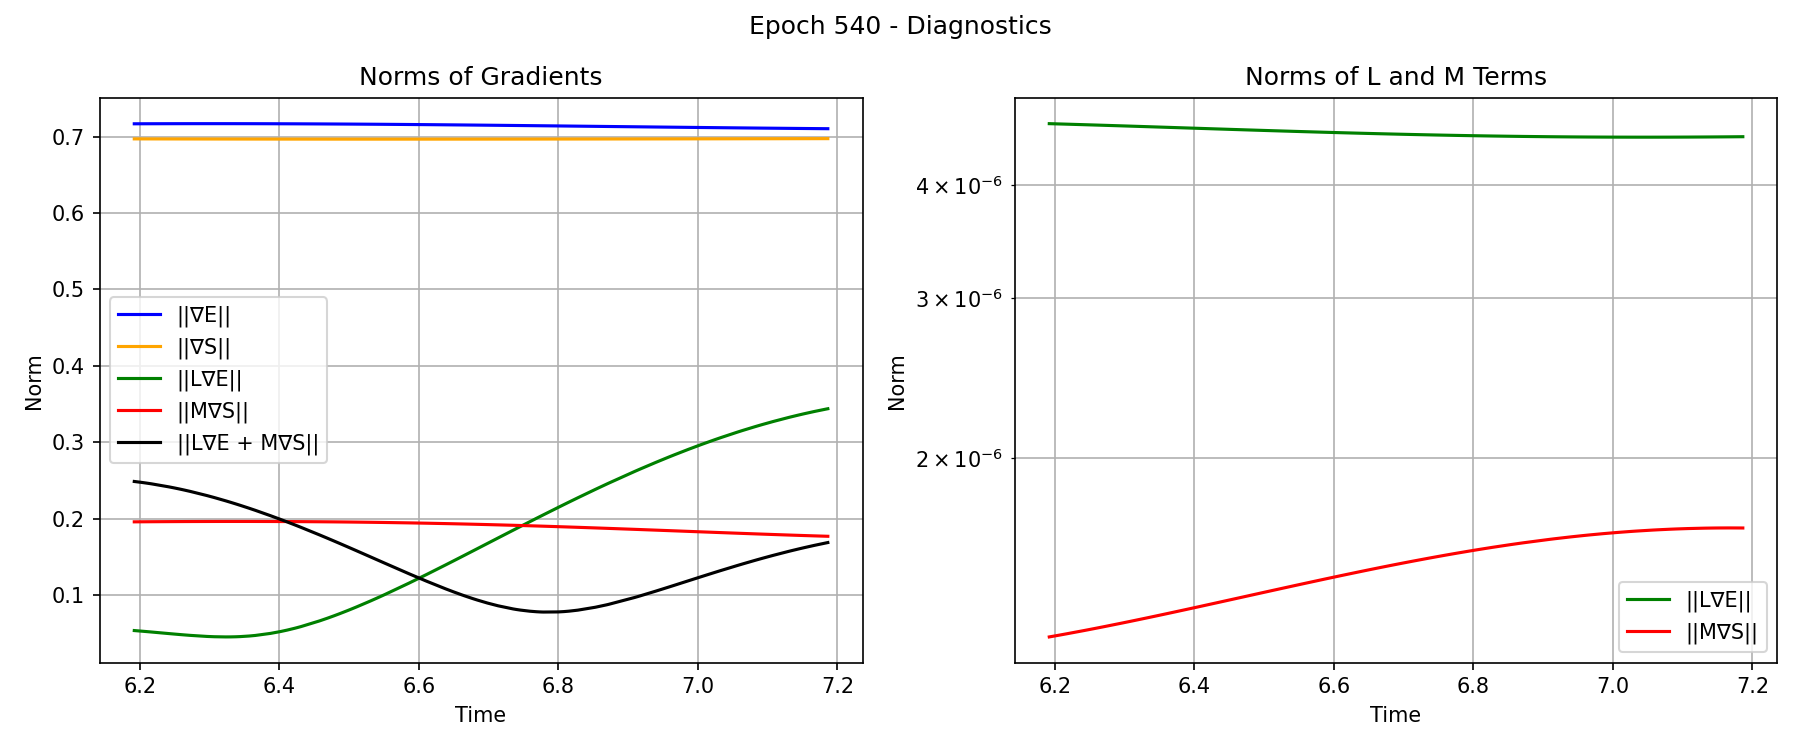 Epoch 540 - Diagnostics
Norms of Gradients
Norm
0.7
0.6
0.5
0.4
0.3
0.2
0.1
||∇E||
||∇S||
||L∇E||
||M∇S||
||L∇E + M∇S||
6.2 6.4 6.6 6.8 7.0 7.2
Time
Norms of L and M Terms
Norm
4 × 10⁻⁶
3 × 10⁻⁶
2 × 10⁻⁶
||L∇E||
||M∇S||
6.2 6.4 6.6 6.8 7.0 7.2
Time